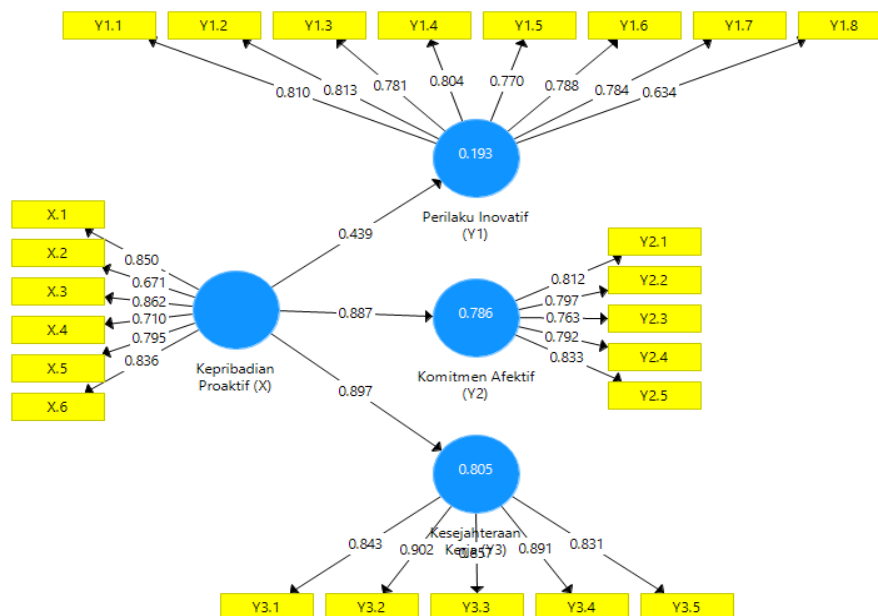 Y1.1 Y1.2 Y1.3 Y1.4 Y1.5 Y1.6 Y1.7 Y1.8
0.810 0.813 0.781 0.804 0.770 0.788 0.784 0.634
0.193
Perilaku Inovatif
(Y1)
X.1
X.2
X.3
X.4
X.5
X.6
0.850
0.671
0.862
0.710
0.795
0.836
Kepribadian
Proaktif (X)
0.439
0.887
0.897
0.786
Komitmen Afektif
(Y2)
0.812
0.797
0.763
0.792
0.833
Y2.1
Y2.2
Y2.3
Y2.4
Y2.5
0.805
Kesejahteraan
Kerja (Y3)
0.843 0.902 0.857 0.891 0.831
Y3.1 Y3.2 Y3.3 Y3.4 Y3.5